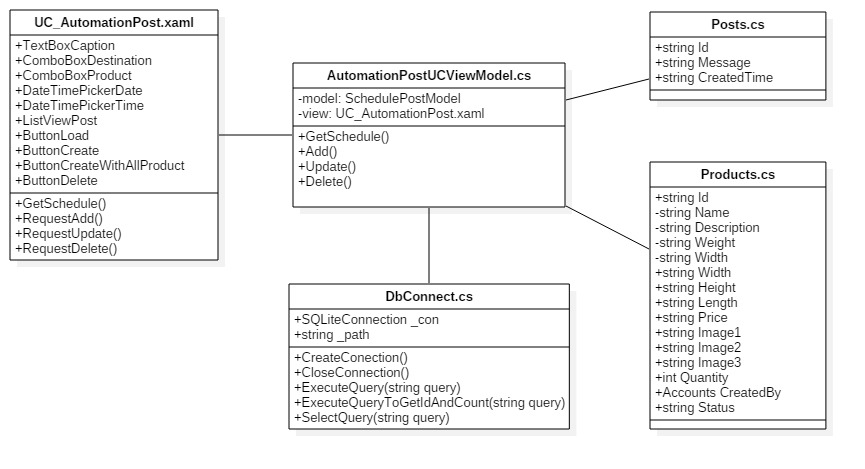 UC_AutomationPost.xaml
+TextBoxCaption
+ComboBoxDestination
+ComboBoxProduct
+DateTimePickerDate
+DateTimePickerTime
+ListViewPost
+ButtonLoad
+ButtonCreate
+ButtonCreateWithAllProduct
+ButtonDelete
+GetSchedule()
+RequestAdd()
+RequestUpdate()
+RequestDelete()
AutomationPostUCViewModel.cs
-model: SchedulePostModel
-view: UC_AutomationPost.xaml
+GetSchedule()
+Add()
+Update()
+Delete()
DbConnect.cs
+SQLiteConnection _con
+string _path
+CreateConection()
+CloseConnection()
+ExecuteQuery(string query)
+ExecuteQueryToGetIdAndCount(string query)
+SelectQuery(string query)
Posts.cs
+string Id
+string Message
+string CreatedTime
Products.cs
+string Id
-string Name
-string Description
-string Weight
-string Width
+string Width
+string Height
+string Length
+string Price
+string Image1
+string Image2
+string Image3
+int Quantity
+Accounts CreatedBy
+string Status